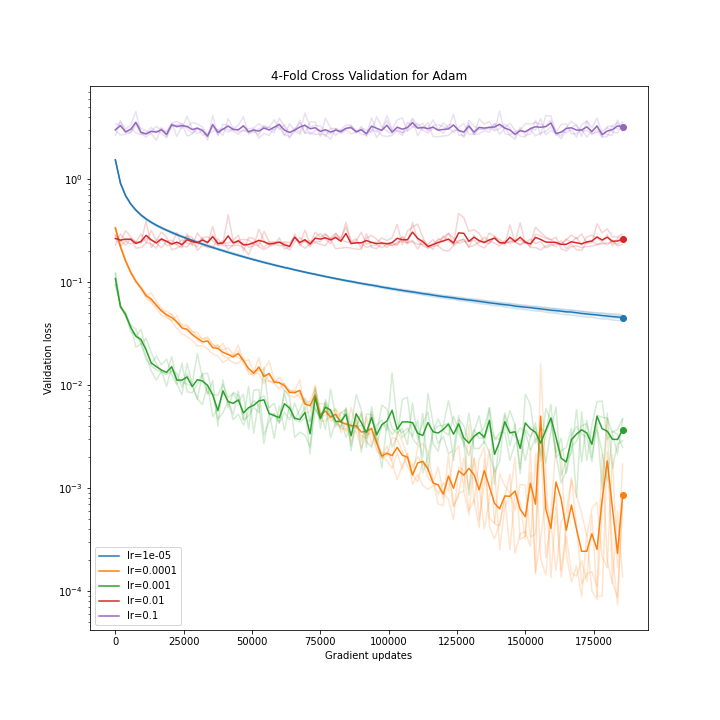 4-Fold Cross Validation for Adam
Validation loss
10⁰
10⁻¹
10⁻²
10⁻³
10⁻⁴
lr=1e-05
lr=0.0001
lr=0.001
lr=0.01
lr=0.1
0 25000 50000 75000 100000 125000 150000 175000
Gradient updates